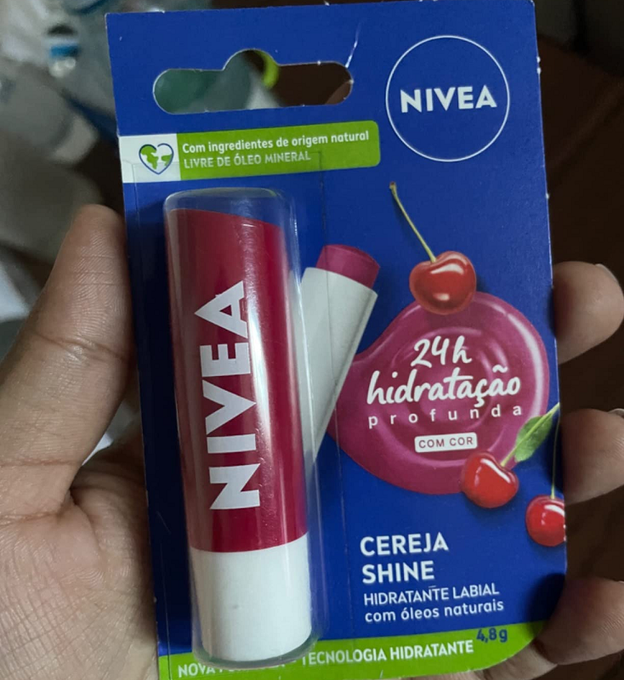 NIVEA
Com ingredientes de origem natural
LIVRE DE ÓLEO MINERAL
NIVEA
24h
hidratação
profunda
COM COR
CEREJA
SHINE
HIDRATANTE LABIAL
com óleos naturais
4,8g
NOVA TECNOLOGIA HIDRATANTE